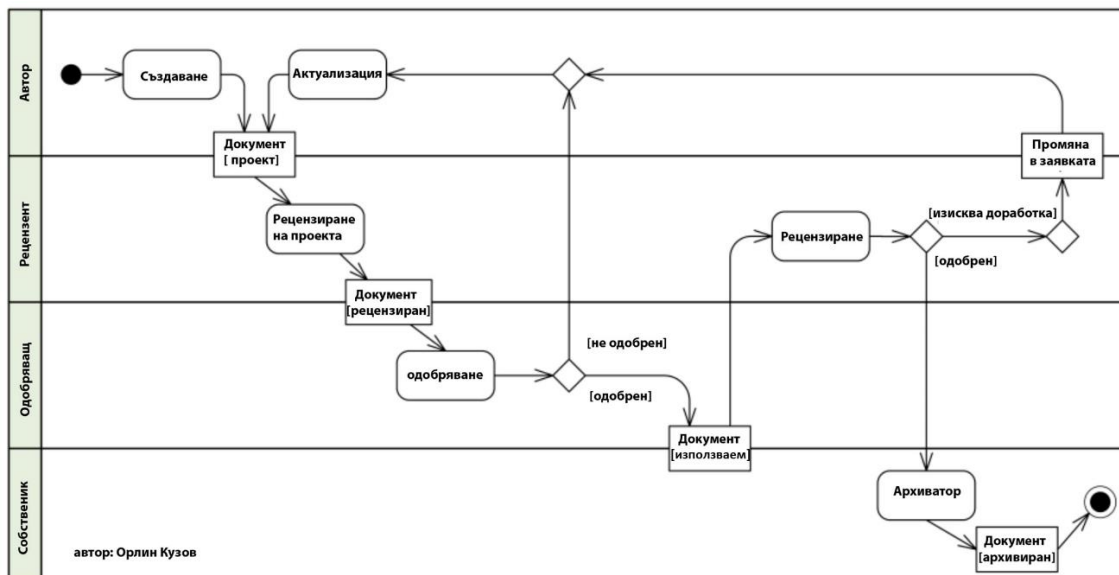 Автор
Създаване
Актуализация
Документ
[ проект]
Промяна
в заявката
Рецензент
Рецензиране
на проекта
Рецензиране
[изисква доработка]
[одобрен]
Документ
[рецензиран]
Одобряващ
одобряване
[не одобрен]
[одобрен]
Документ
[използваем]
Собственик
Архиватор
Документ
[архивиран]
автор: Орлин Кузов